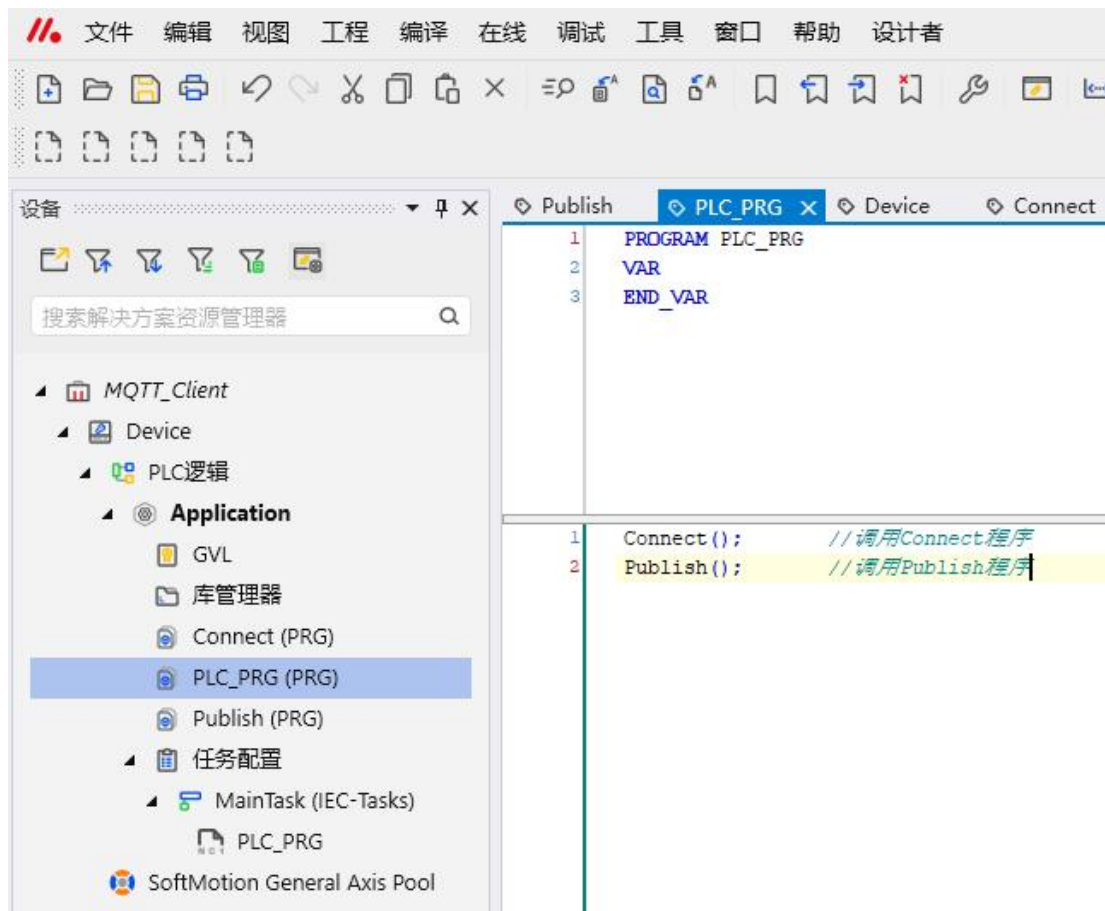 文件 编辑 视图 工程 编译 在线 调试 工具 窗口 帮助 设计者
设备
搜索解决方案资源管理器
MQTT_Client
Device
PLC逻辑
Application
GVL
库管理器
Connect (PRG)
PLC_PRG (PRG)
Publish (PRG)
任务配置
MainTask (IEC-Tasks)
PLC_PRG
SoftMotion General Axis Pool
Publish PLC_PRG Device Connect
1 PROGRAM PLC_PRG
2 VAR
3 END_VAR
1 Connect(); //调用Connect程序
2 Publish(); //调用Publish程序